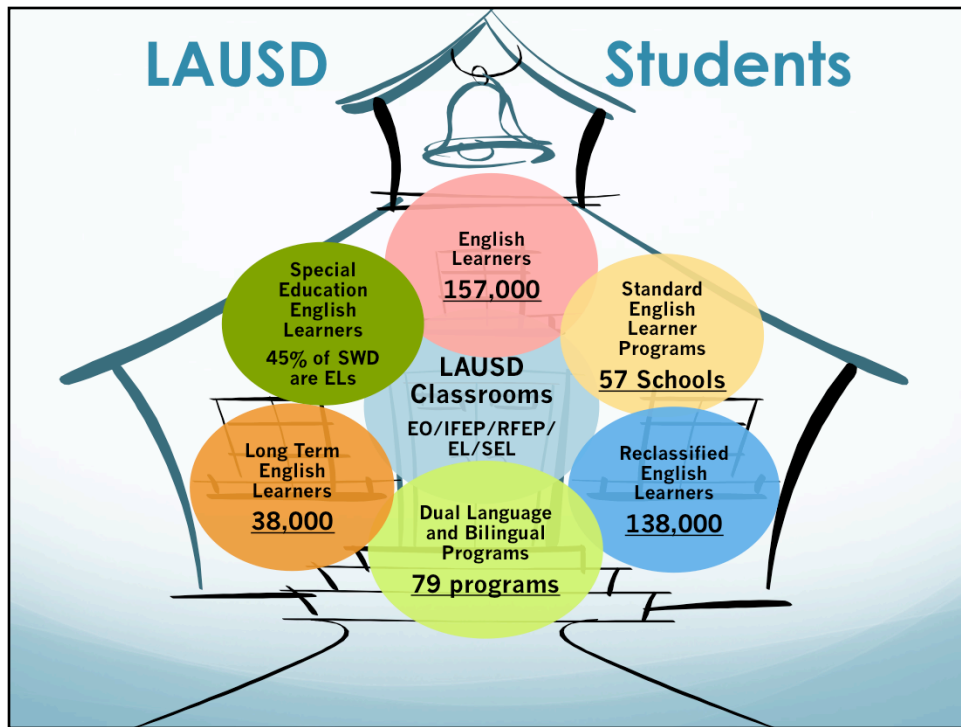 LAUSD Students
English
Learners
157,000
Special
Education
English
Learners
45% of SWD
are ELs
Standard
English
Learner
Programs
57 Schools
LAUSD
Classrooms
EO/IFEP/RFEP/
EL/SEL
Long Term
English
Learners
38,000
Reclassified
English
Learners
138,000
Dual Language
and Bilingual
Programs
79 programs